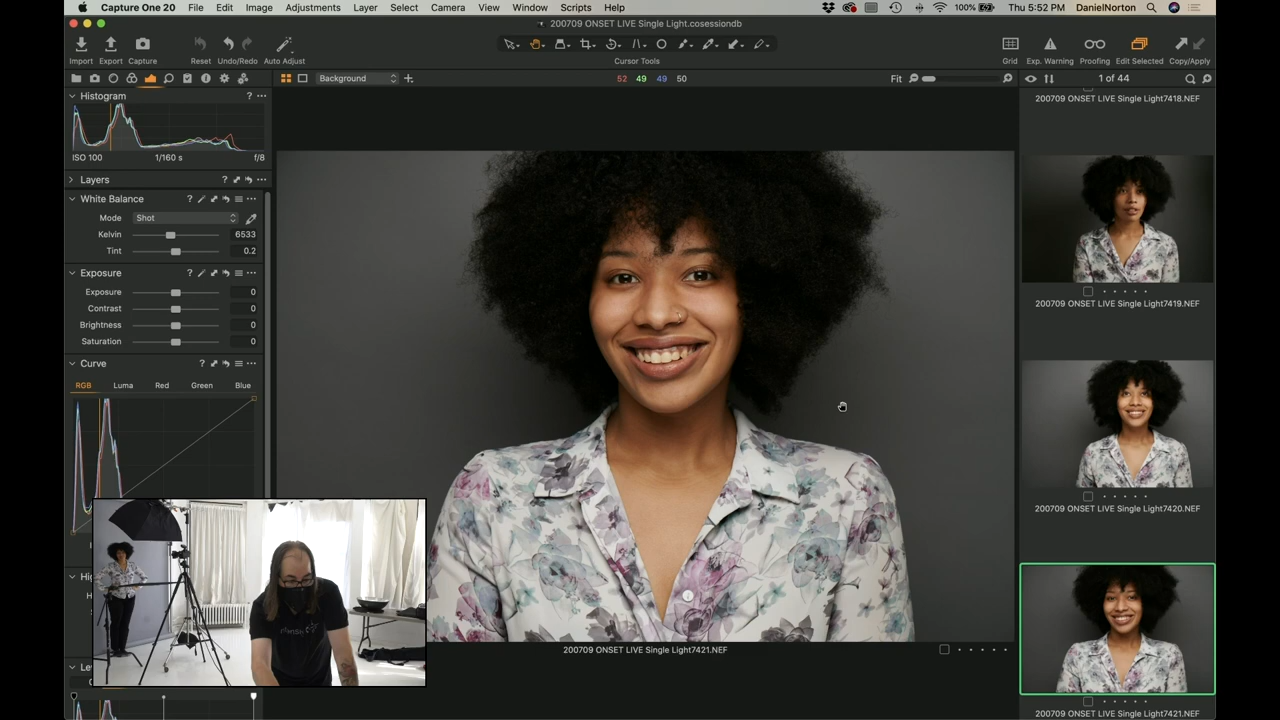 Capture One 20 File Edit Image Adjustments Layer Select Camera View Window Scripts Help 100% Thu 5:52 PM DanielNorton
200709 ONSET LIVE Single Light.cosessiondb
Import Export Capture Reset Undo/Redo Auto Adjust Cursor Tools Grid Exp. Warning Proofing Edit Selected Copy/Apply
Background 52 49 49 50 Fit 1 of 44
Histogram ? ...
ISO 100 1/160 s f/8
Layers ? ...
White Balance ? ...
Mode Shot
Kelvin 6533
Tint 0.2
Exposure ? ...
Exposure 0
Contrast 0
Brightness 0
Saturation 0
Curve ? ...
RGB Luma Red Green Blue
200709 ONSET LIVE Single Light7421.NEF
200709 ONSET LIVE Single Light7418.NEF
200709 ONSET LIVE Single Light7419.NEF
200709 ONSET LIVE Single Light7420.NEF
200709 ONSET LIVE Single Light7421.NEF